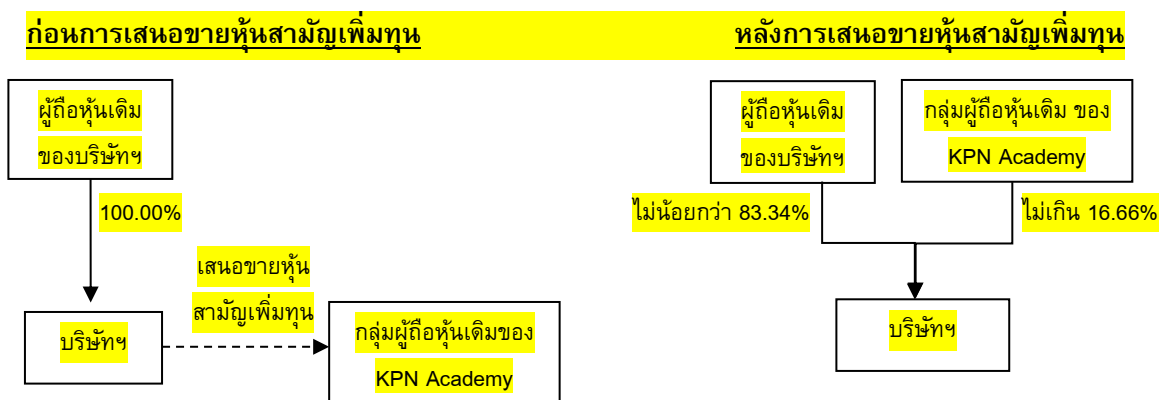 ก่อนการเสนอขายหุ้นสามัญเพิ่มทุน
ผู้ถือหุ้นเดิม
ของบริษัทฯ
100.00%
เสนอขายหุ้น
สามัญเพิ่มทุน
บริษัทฯ
กลุ่มผู้ถือหุ้นเดิมของ
KPN Academy
หลังการเสนอขายหุ้นสามัญเพิ่มทุน
ผู้ถือหุ้นเดิม
ของบริษัทฯ
กลุ่มผู้ถือหุ้นเดิม ของ
KPN Academy
ไม่น้อยกว่า 83.34%
ไม่เกิน 16.66%
บริษัทฯ